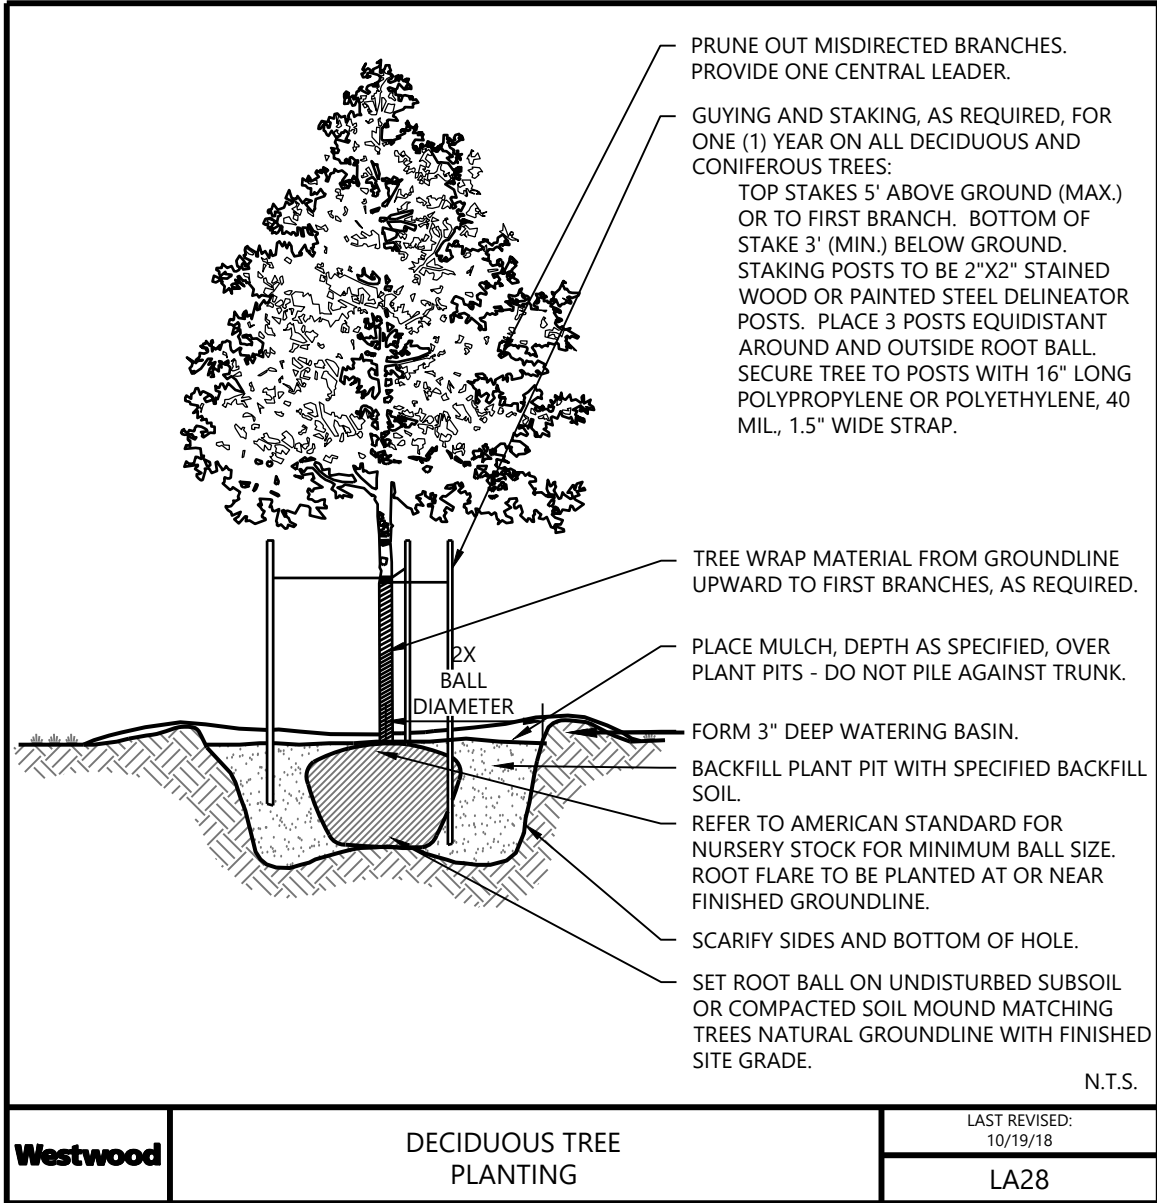 PRUNE OUT MISDIRECTED BRANCHES.
PROVIDE ONE CENTRAL LEADER.
GUYING AND STAKING, AS REQUIRED, FOR
ONE (1) YEAR ON ALL DECIDUOUS AND
CONIFEROUS TREES:
TOP STAKES 5' ABOVE GROUND (MAX.)
OR TO FIRST BRANCH. BOTTOM OF
STAKE 3' (MIN.) BELOW GROUND.
STAKING POSTS TO BE 2"X2" STAINED
WOOD OR PAINTED STEEL DELINEATOR
POSTS. PLACE 3 POSTS EQUIDISTANT
AROUND AND OUTSIDE ROOT BALL.
SECURE TREE TO POSTS WITH 16" LONG
POLYPROPYLENE OR POLYETHYLENE, 40
MIL., 1.5" WIDE STRAP.
TREE WRAP MATERIAL FROM GROUNDLINE
UPWARD TO FIRST BRANCHES, AS REQUIRED.
2X
BALL
DIAMETER
PLACE MULCH, DEPTH AS SPECIFIED, OVER
PLANT PITS - DO NOT PILE AGAINST TRUNK.
FORM 3" DEEP WATERING BASIN.
BACKFILL PLANT PIT WITH SPECIFIED BACKFILL
SOIL.
REFER TO AMERICAN STANDARD FOR
NURSERY STOCK FOR MINIMUM BALL SIZE.
ROOT FLARE TO BE PLANTED AT OR NEAR
FINISHED GROUNDLINE.
SCARIFY SIDES AND BOTTOM OF HOLE.
SET ROOT BALL ON UNDISTURBED SUBSOIL
OR COMPACTED SOIL MOUND MATCHING
TREES NATURAL GROUNDLINE WITH FINISHED
SITE GRADE.
N.T.S.
Westwood
DECIDUOUS TREE
PLANTING
LAST REVISED:
10/19/18
LA28